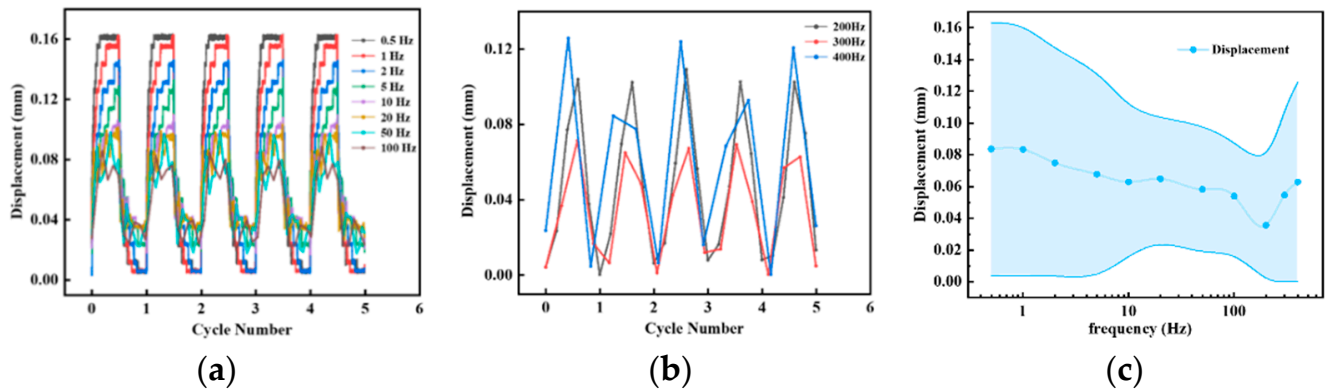 0.16
0.12
0.08
0.04
0.00
Displacement (mm)
0.5 Hz
1 Hz
2 Hz
5 Hz
10 Hz
20 Hz
50 Hz
100 Hz
0 1 2 3 4 5 6
Cycle Number
(a)
0.12
0.08
0.04
0.00
Displacement (mm)
200Hz
300Hz
400Hz
0 1 2 3 4 5 6
Cycle Number
(b)
0.16
0.14
0.12
0.10
0.08
0.06
0.04
0.02
0.00
Displacement (mm)
Displacement
1 10 100
frequency (Hz)
(c)